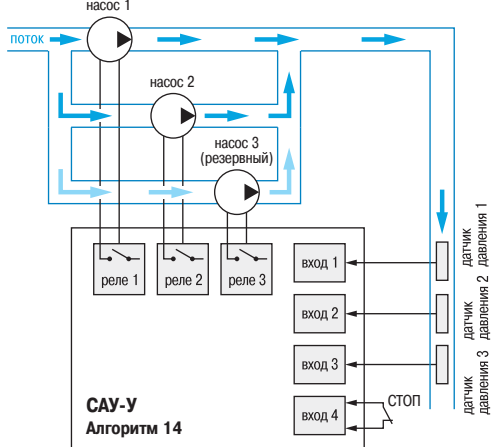 насос 1
поток
насос 2
насос 3
(резервный)
реле 1
реле 2
реле 3
вход 1
вход 2
вход 3
вход 4
СТОП
датчик
давления 1
датчик
давления 2
датчик
давления 3
САУ-У
Алгоритм 14